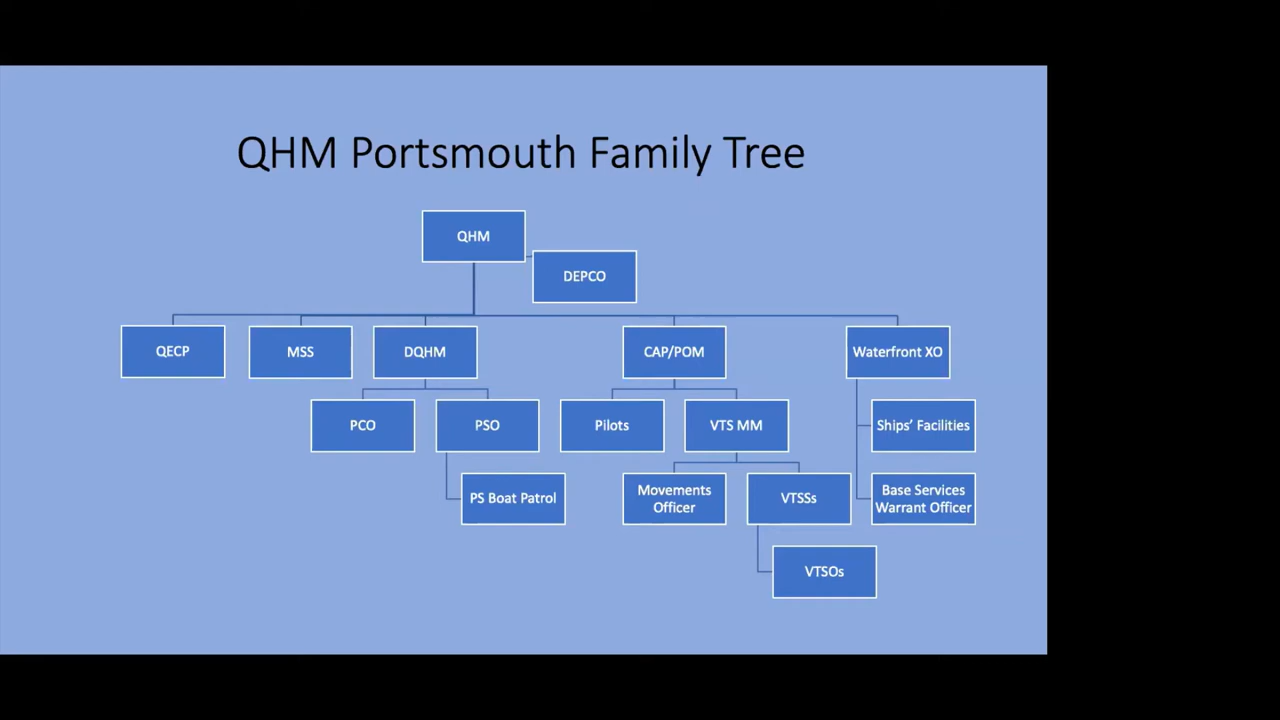 QHM Portsmouth Family Tree
QHM
DEPCO
QECP
MSS
DQHM
CAP/POM
Waterfront XO
PCO
PSO
Pilots
VTS MM
Ships’ Facilities
PS Boat Patrol
Movements
Officer
VTSSs
Base Services
Warrant Officer
VTSOs